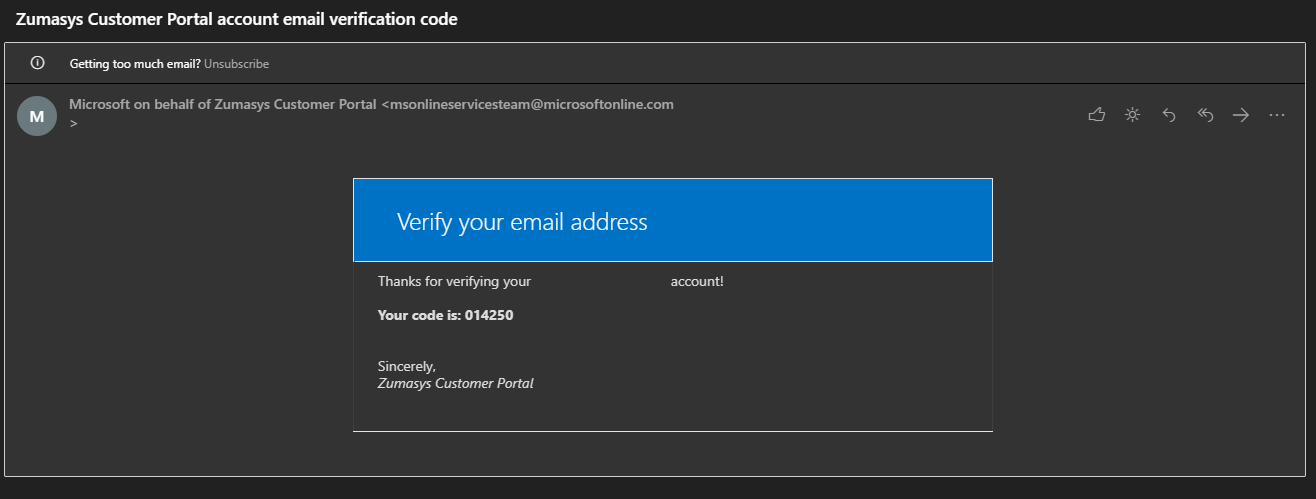 Zumasys Customer Portal account email verification code
Getting too much email? Unsubscribe
M
Microsoft on behalf of Zumasys Customer Portal <msonlineservicesteam@microsoftonline.com
>
Verify your email address
Thanks for verifying your account!
Your code is: 014250
Sincerely,
Zumasys Customer Portal